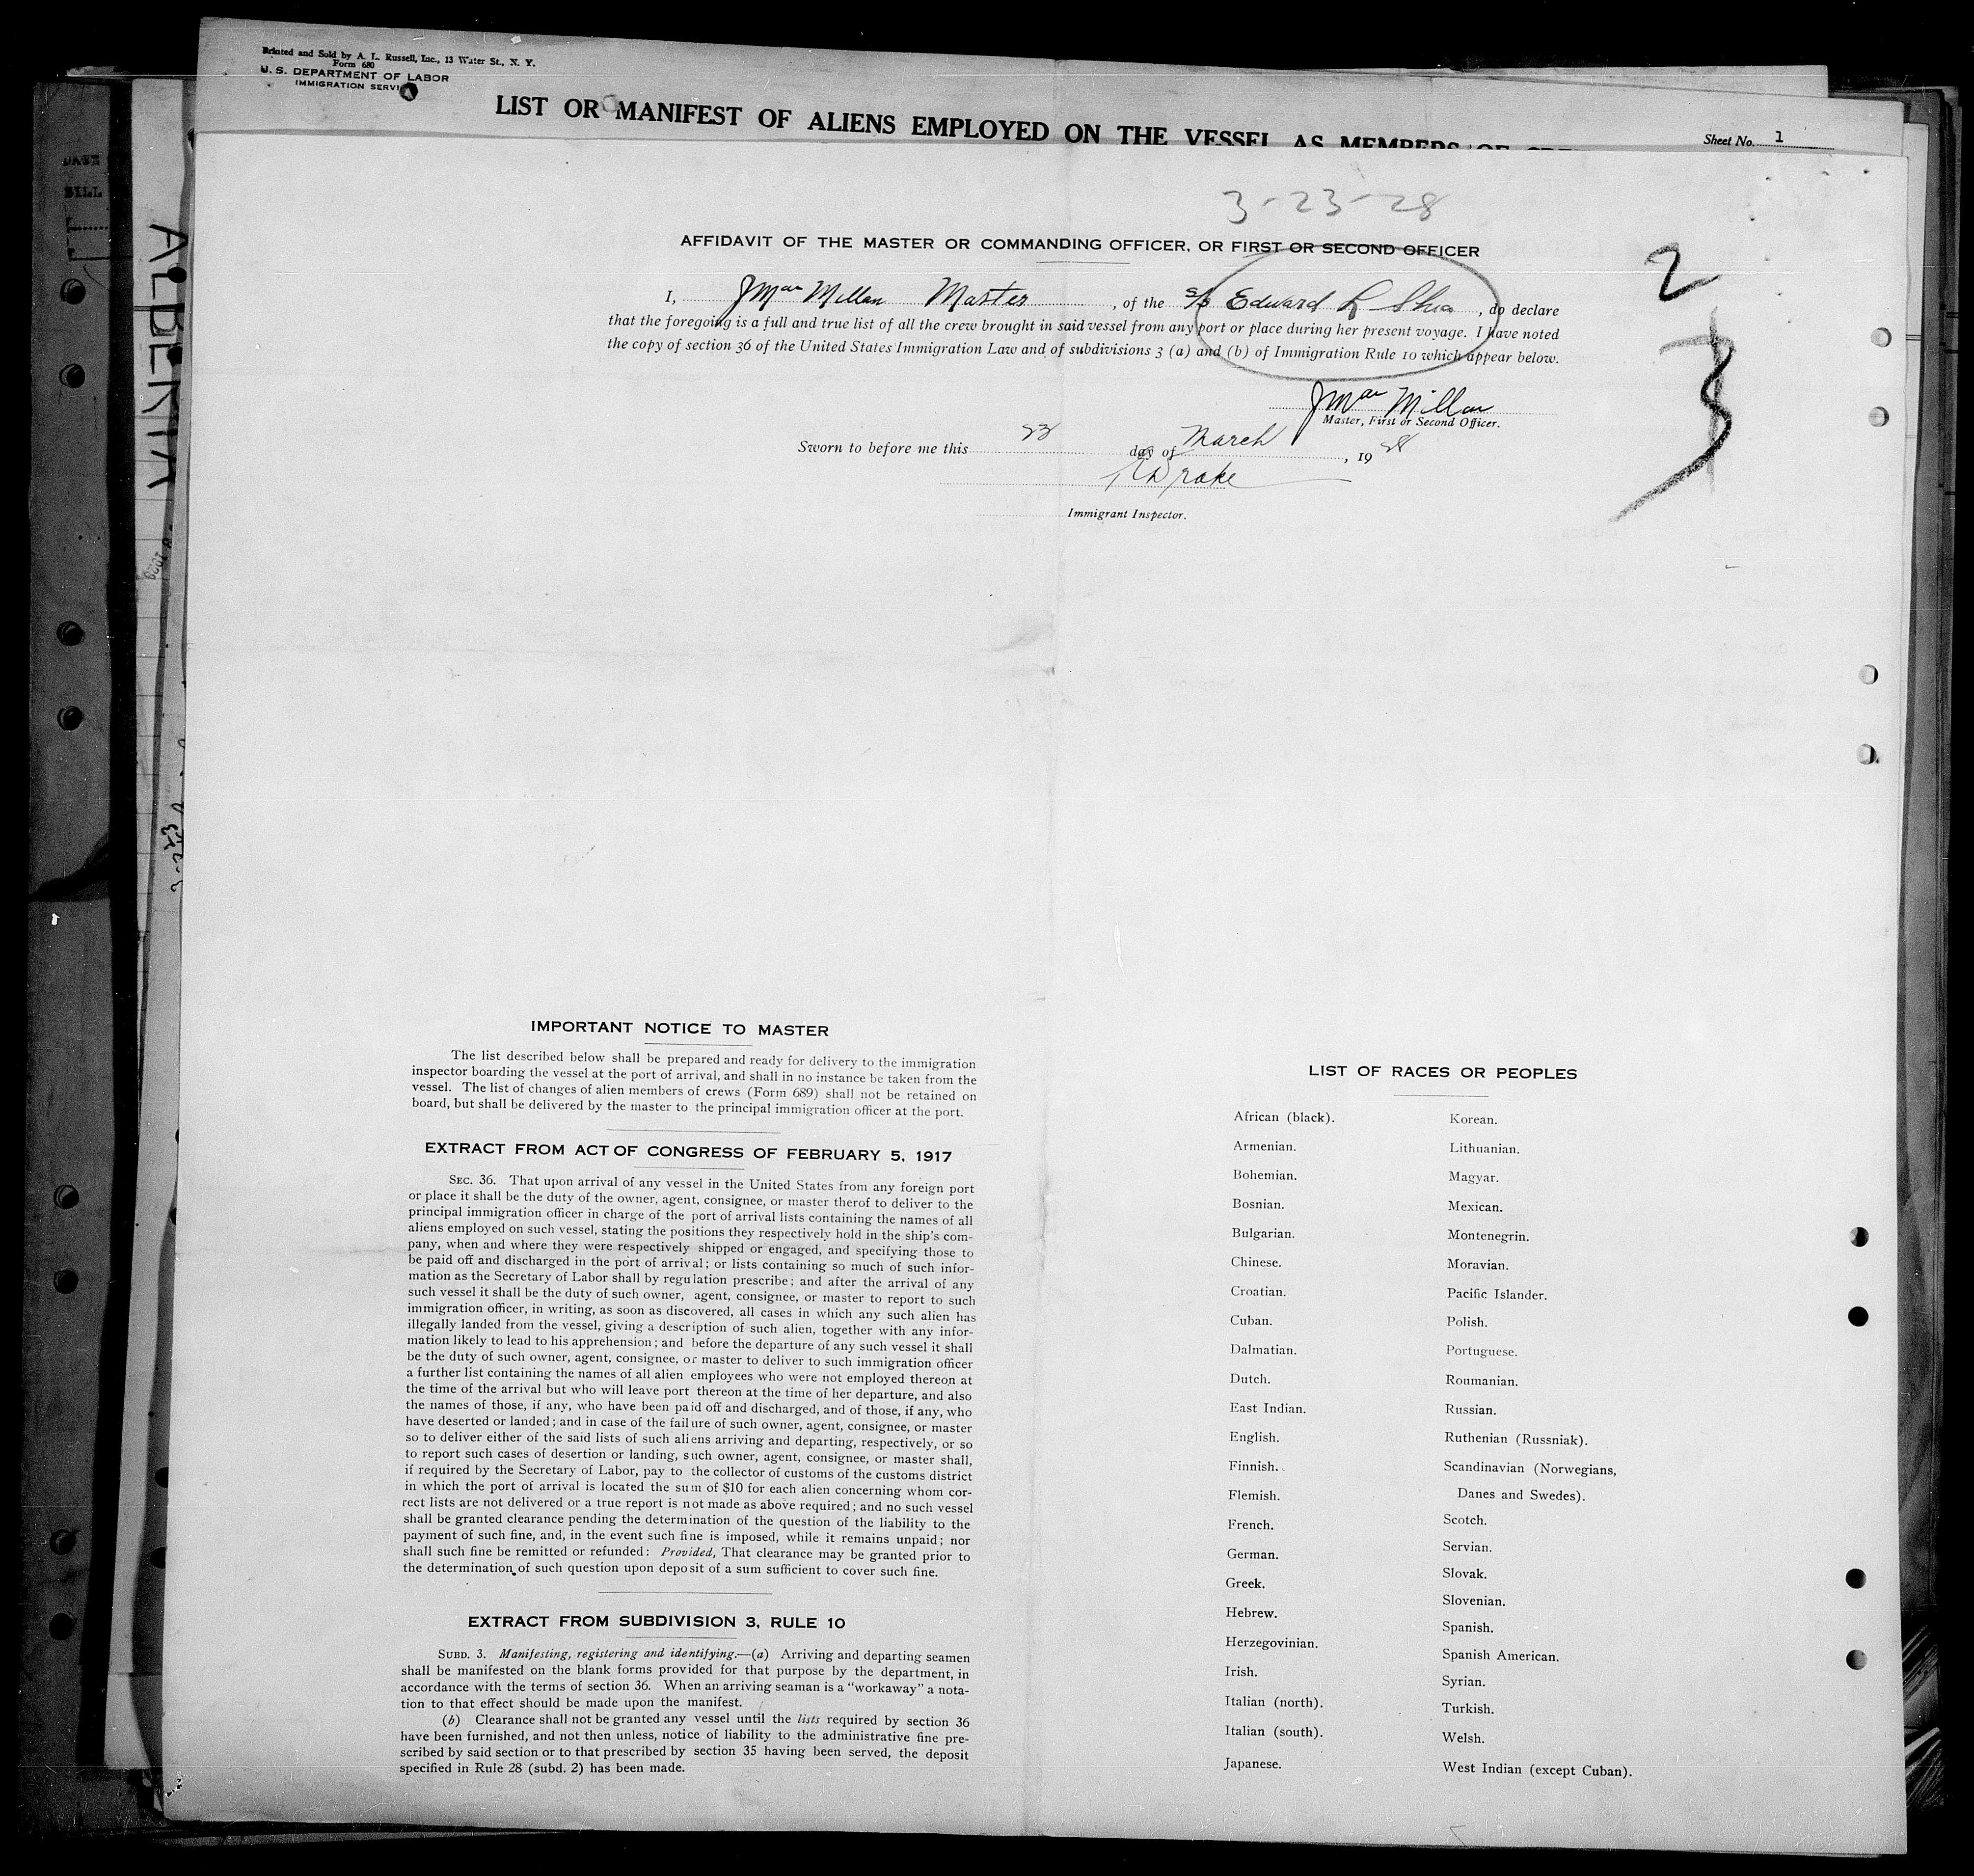 Printed and Sold by A. L. Russell, Inc., 13 Water St., N. Y.
Form 680
U. S. DEPARTMENT OF LABOR
IMMIGRATION SERVI
LIST OR MANIFEST OF ALIENS EMPLOYED ON THE VESSEL AS MEMBERS OF
Sheet No. 1
BILL
ALBERTA
3-23-28
AFFIDAVIT OF THE MASTER OR COMMANDING OFFICER, OR FIRST OR SECOND OFFICER
2
3
I, J Mac Millan Master, of the S/S Edward L Shea, do declare
that the foregoing is a full and true list of all the crew brought in said vessel from any port or place during her present voyage. I have noted
the copy of section 36 of the United States Immigration Law and of subdivisions 3 (a) and (b) of Immigration Rule 10 which appear below.
J Mac Millan
Master, First or Second Officer.
Sworn to before me this 23 day of March, 1928
Drake
Immigrant Inspector.
IMPORTANT NOTICE TO MASTER
The list described below shall be prepared and ready for delivery to the immigration
inspector boarding the vessel at the port of arrival, and shall in no instance be taken from the
vessel. The list of changes of alien members of crews (Form 689) shall not be retained on
board, but shall be delivered by the master to the principal immigration officer at the port.
EXTRACT FROM ACT OF CONGRESS OF FEBRUARY 5, 1917
SEC. 36. That upon arrival of any vessel in the United States from any foreign port
or place it shall be the duty of the owner, agent, consignee, or master therof to deliver to the
principal immigration officer in charge of the port of arrival lists containing the names of all
aliens employed on such vessel, stating the positions they respectively hold in the ship's com-
pany, when and where they were respectively shipped or engaged, and specifying those to
be paid off and discharged in the port of arrival; or lists containing so much of such infor-
mation as the Secretary of Labor shall by regulation prescribe; and after the arrival of any
such vessel it shall be the duty of such owner, agent, consignee, or master to report to such
immigration officer, in writing, as soon as discovered, all cases in which any such alien has
illegally landed from the vessel, giving a description of such alien, together with any infor-
mation likely to lead to his apprehension; and before the departure of any such vessel it shall
be the duty of such owner, agent, consignee, or master to deliver to such immigration officer
a further list containing the names of all alien employees who were not employed thereon at
the time of the arrival but who will leave port thereon at the time of her departure, and also
the names of those, if any, who have been paid off and discharged, and of those, if any, who
have deserted or landed; and in case of the failure of such owner, agent, consignee, or master
so to deliver either of the said lists of such aliens arriving and departing, respectively, or so
to report such cases of desertion or landing, such owner, agent, consignee, or master shall,
if required by the Secretary of Labor, pay to the collector of customs of the customs district
in which the port of arrival is located the sum of $10 for each alien concerning whom cor-
rect lists are not delivered or a true report is not made as above required; and no such vessel
shall be granted clearance pending the determination of the question of the liability to the
payment of such fine, and, in the event such fine is imposed, while it remains unpaid; nor
shall such fine be remitted or refunded: Provided, That clearance may be granted prior to
the determination of such question upon deposit of a sum sufficient to cover such fine.
EXTRACT FROM SUBDIVISION 3, RULE 10
SUBD. 3. Manifesting, registering and identifying.—(a) Arriving and departing seamen
shall be manifested on the blank forms provided for that purpose by the department, in
accordance with the terms of section 36. When an arriving seaman is a "workaway" a nota-
tion to that effect should be made upon the manifest.
(b) Clearance shall not be granted any vessel until the lists required by section 36
have been furnished, and not then unless, notice of liability to the administrative fine pre-
scribed by said section or to that prescribed by section 35 having been served, the deposit
specified in Rule 28 (subd. 2) has been made.
LIST OF RACES OR PEOPLES
African (black).
Armenian.
Bohemian.
Bosnian.
Bulgarian.
Chinese.
Croatian.
Cuban.
Dalmatian.
Dutch.
East Indian.
English.
Finnish.
Flemish.
French.
German.
Greek.
Hebrew.
Herzegovinian.
Irish.
Italian (north).
Italian (south).
Japanese.
Korean.
Lithuanian.
Magyar.
Mexican.
Montenegrin.
Moravian.
Pacific Islander.
Polish.
Portuguese.
Roumanian.
Russian.
Ruthenian (Russniak).
Scandinavian (Norwegians,
Danes and Swedes).
Scotch.
Servian.
Slovak.
Slovenian.
Spanish.
Spanish American.
Syrian.
Turkish.
Welsh.
West Indian (except Cuban).